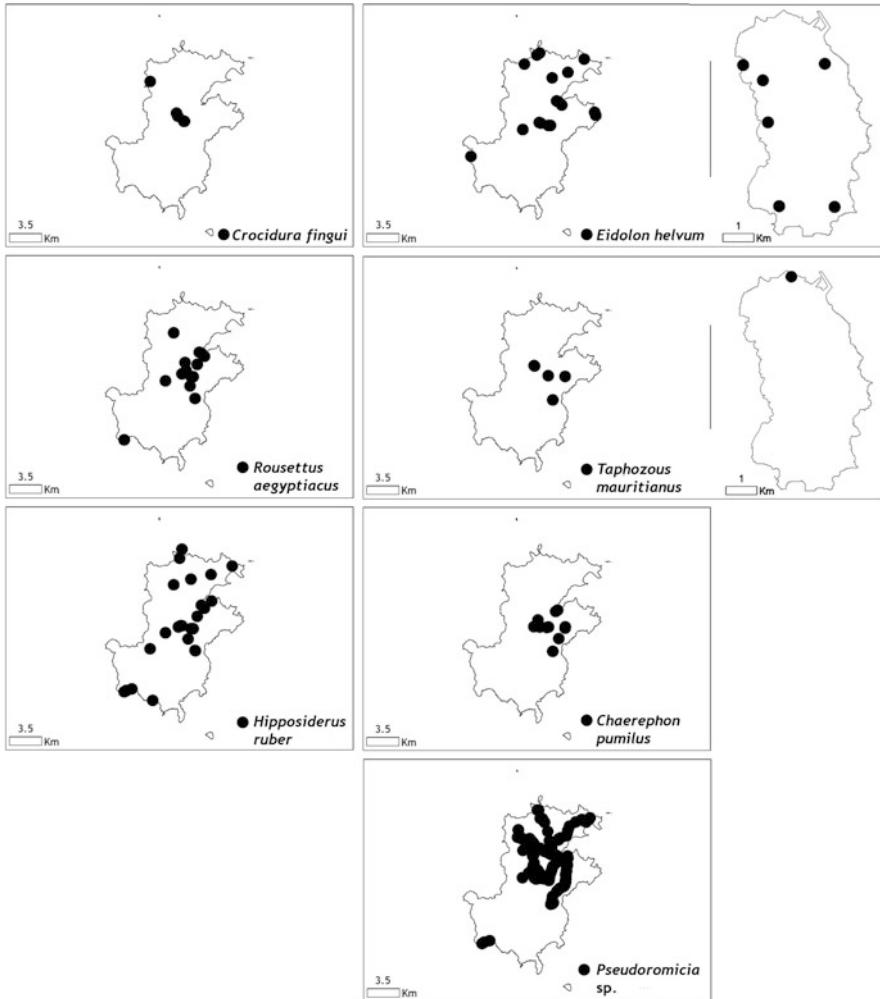 3.5
Km
Crocidura fingui
3.5
Km
Eidolon helvum
1
Km
3.5
Km
Rousettus
aegyptiacus
3.5
Km
Taphozous
mauritianus
1
Km
3.5
Km
Hipposiderus
ruber
3.5
Km
Chaerephon
pumilus
3.5
Km
Pseudoromicia
sp.